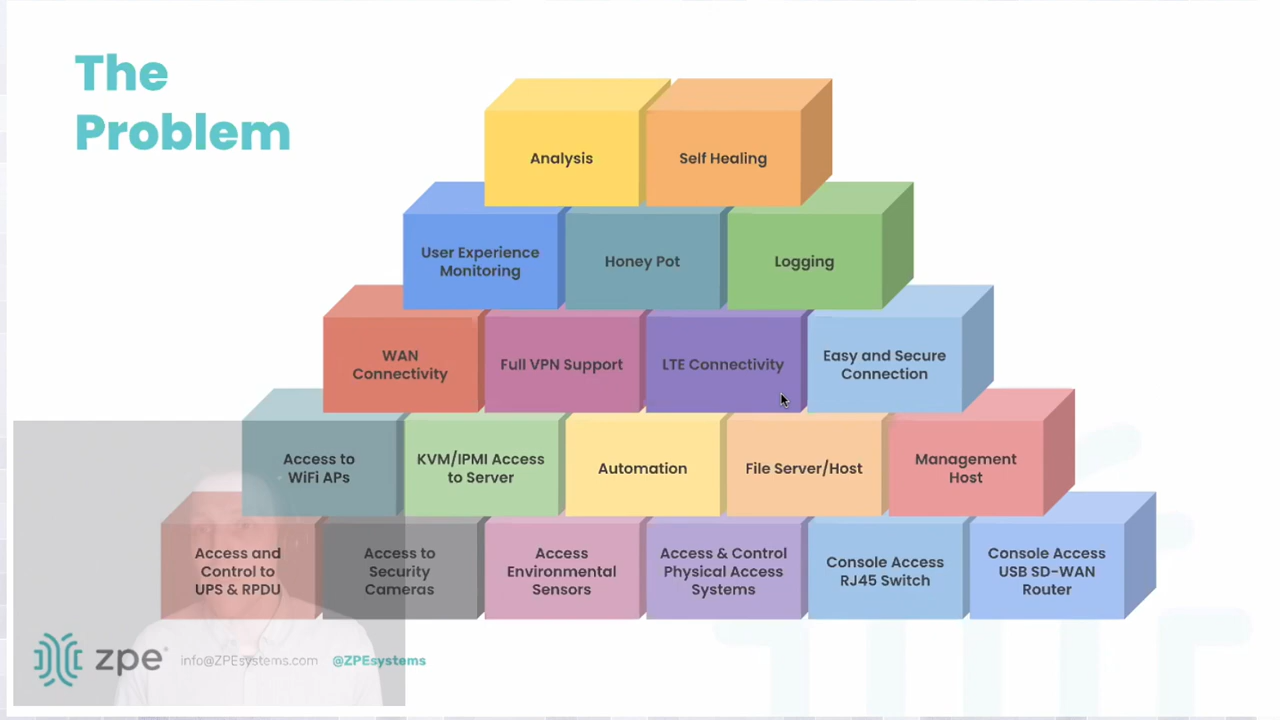 The
Problem
Analysis
Self Healing
User Experience
Monitoring
Honey Pot
Logging
WAN
Connectivity
Full VPN Support
LTE Connectivity
Easy and Secure
Connection
Access to
WiFi APs
KVM/IPMI Access
to Server
Automation
File Server/Host
Management
Host
Access and
Control to
UPS & RPDU
Access to
Security
Cameras
Access
Environmental
Sensors
Access & Control
Physical Access
Systems
Console Access
RJ45 Switch
Console Access
USB SD-WAN
Router
zpe
info@ZPEsystems.com
@ZPEsystems